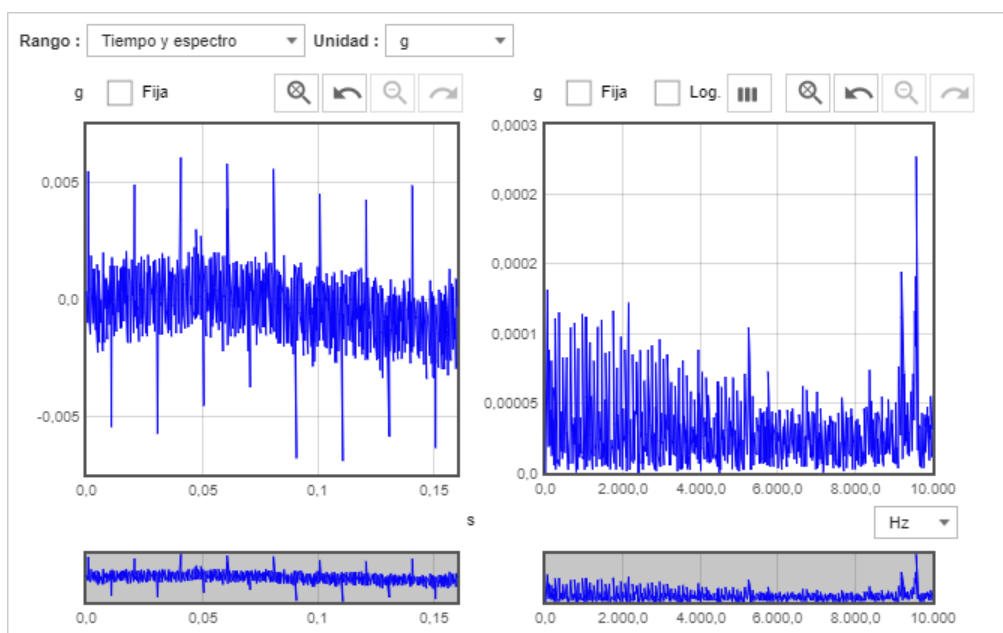 Rango : Tiempo y espectro Unidad : g
g Fija
0,005
0,0
-0,005
0,0 0,05 0,1 0,15
s
0,0 0,05 0,1 0,15
g Fija Log.
0,0003
0,0002
0,0002
0,0001
0,00005
0,0
0,0 2.000,0 4.000,0 6.000,0 8.000,0 10.000
Hz
0,0 2.000,0 4.000,0 6.000,0 8.000,0 10.000